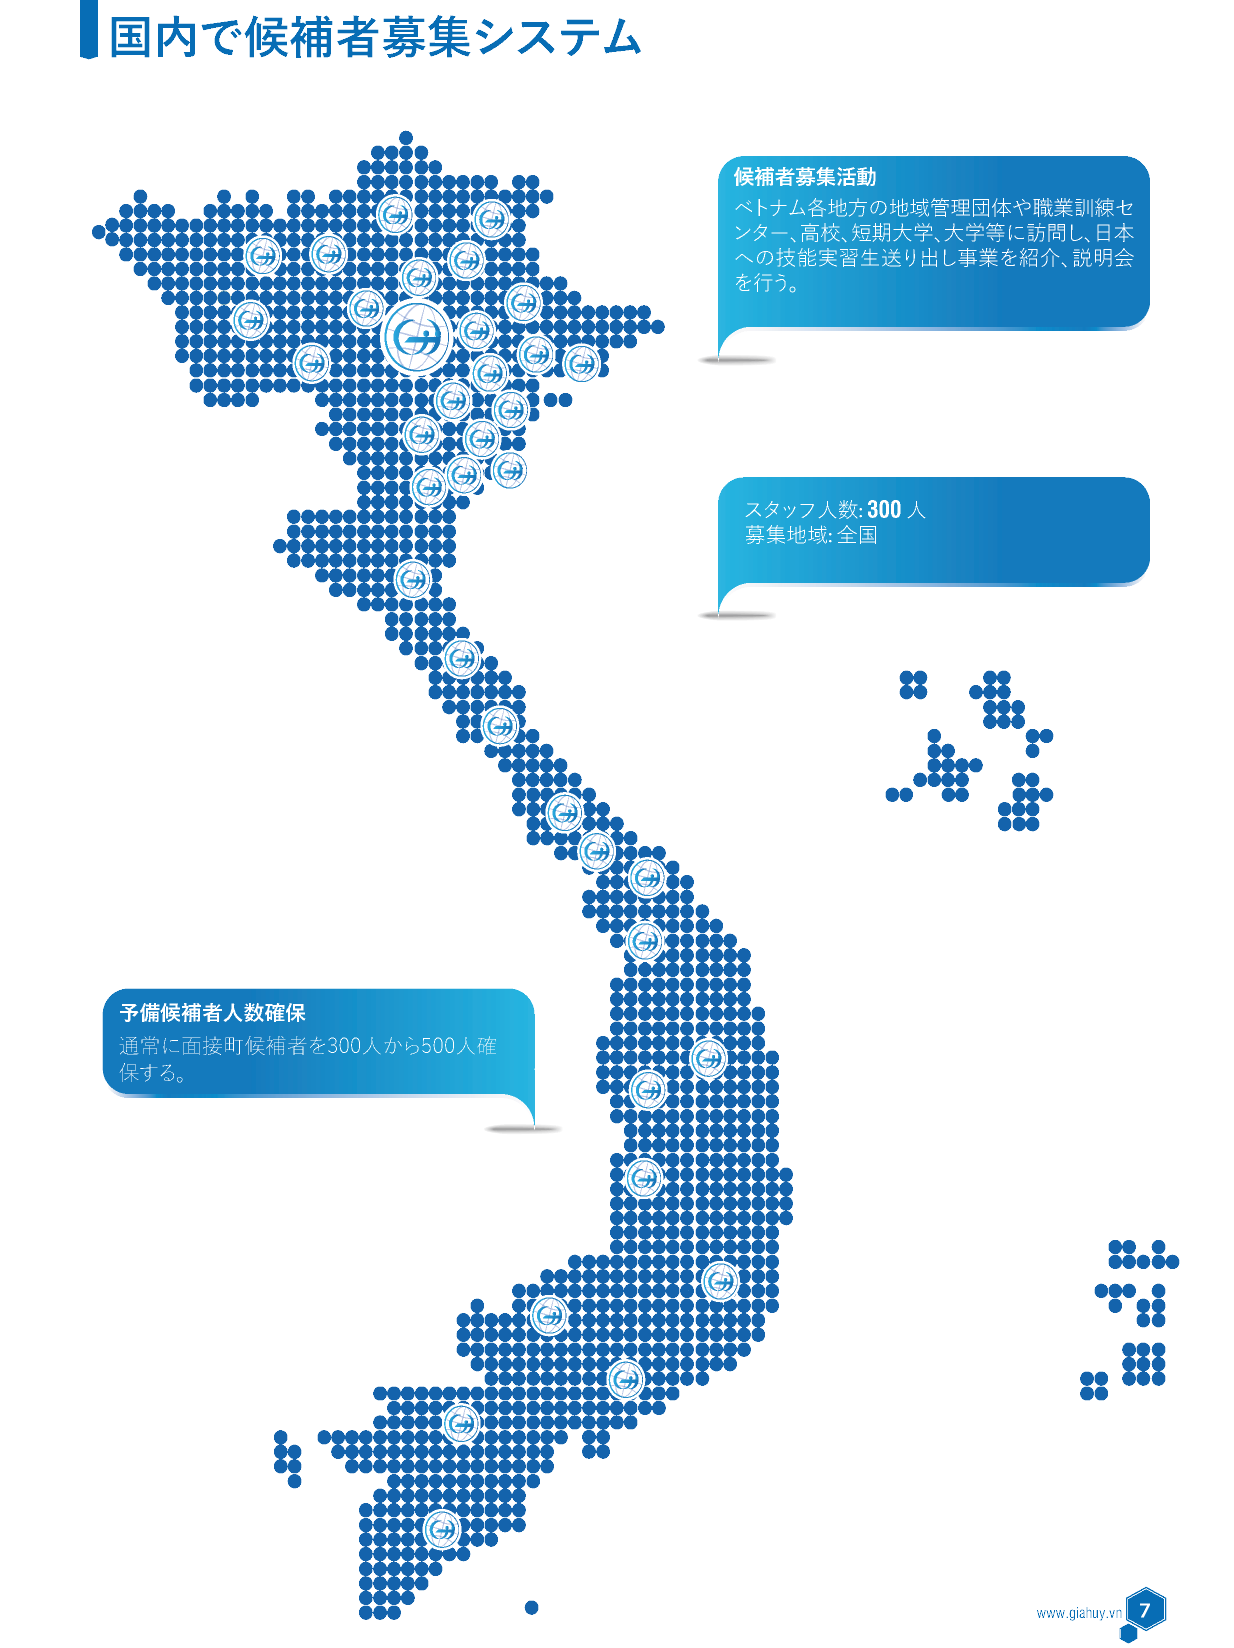 国内で候補者募集システム
候補者募集活動
ベトナム各地方の地域管理団体や職業訓練セ
ンター、高校、短期大学、大学等に訪問し、日本
への技能実習生送り出し事業を紹介、説明会
を行う。
スタッフ人数: 300 人
募集地域: 全国
予備候補者人数確保
通常に面接町候補者を300人から500人確
保する。
www.giahuy.vn 7